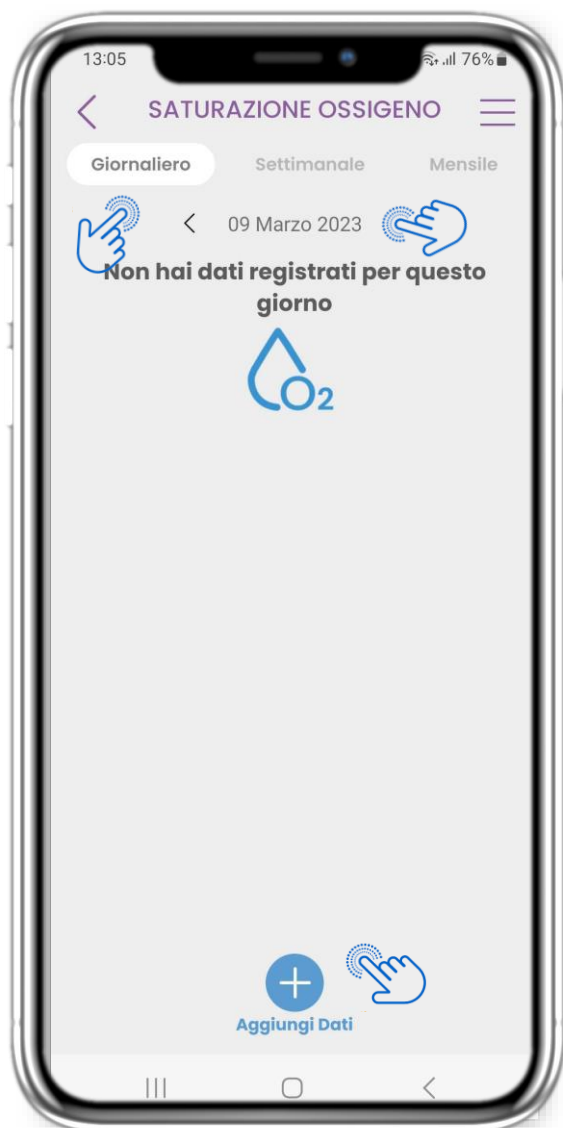 13:05 76%
SATURAZIONE OSSIGENO
Giornaliero Settimanale Mensile
09 Marzo 2023
Non hai dati registrati per questo
giorno
O2
Aggiungi Dati